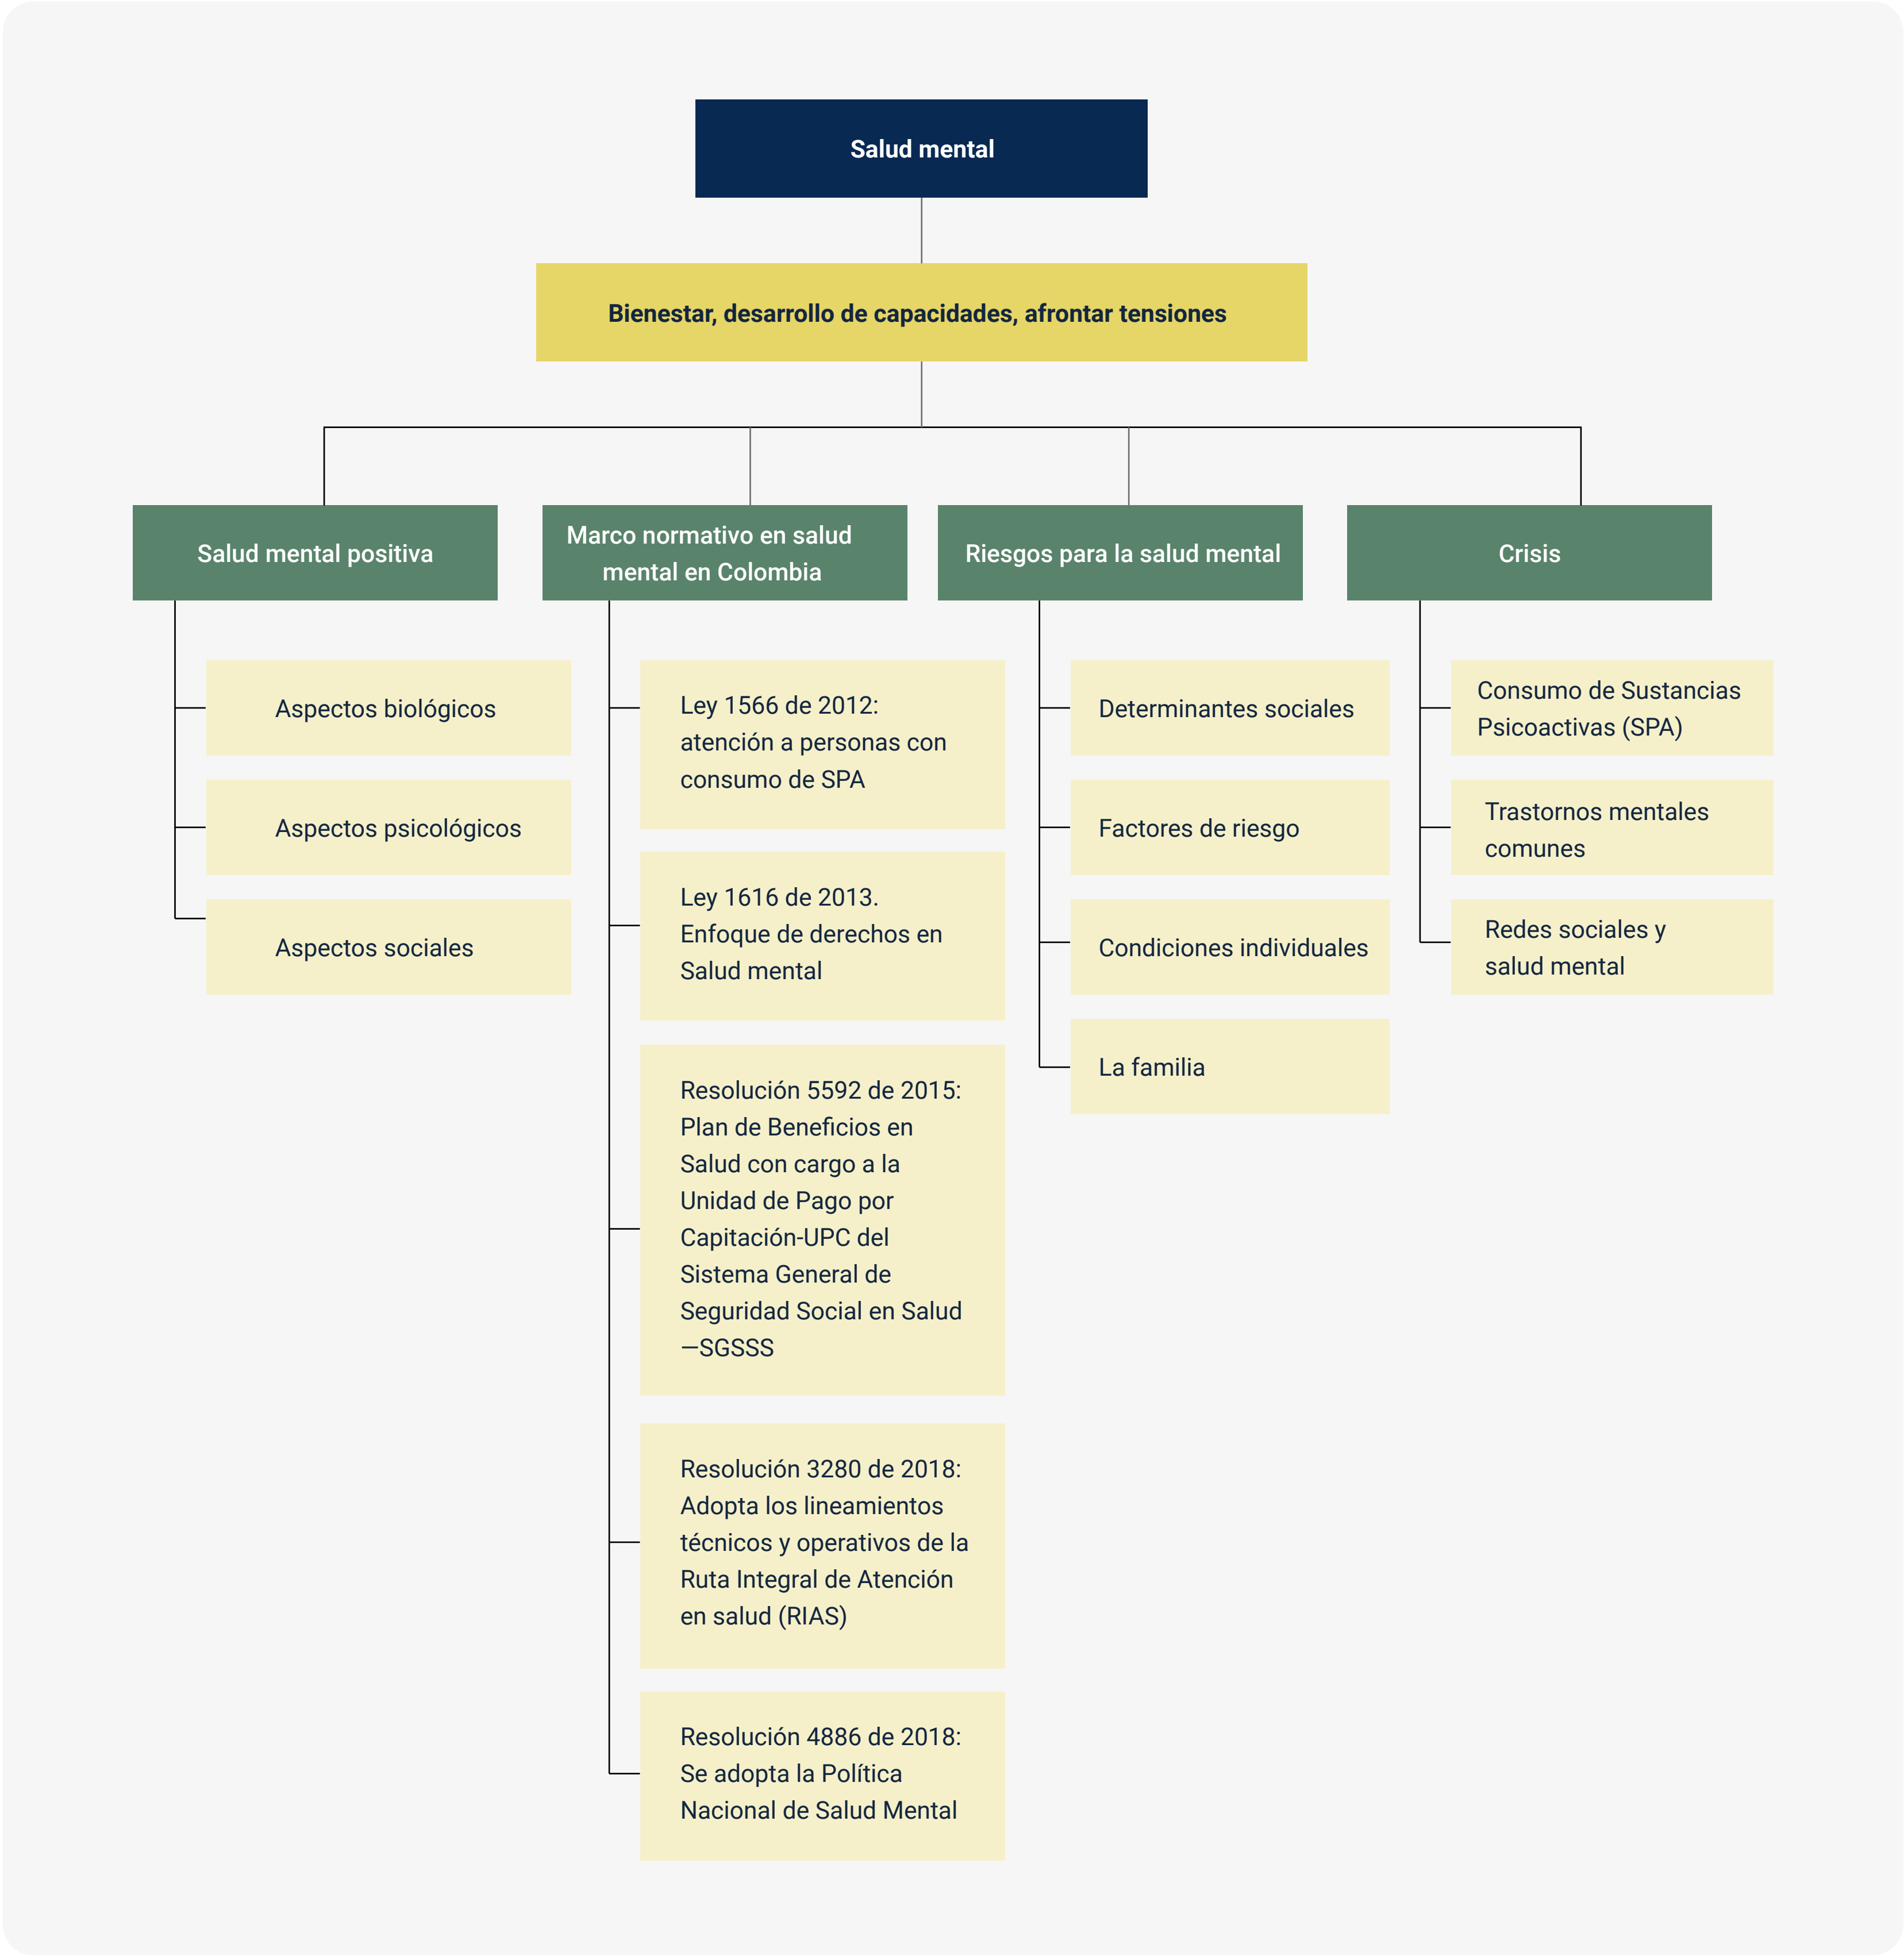 Salud mental
Bienestar, desarrollo de capacidades, afrontar tensiones
Salud mental positiva
Aspectos biológicos
Aspectos psicológicos
Aspectos sociales
Marco normativo en salud
mental en Colombia
Ley 1566 de 2012:
atención a personas con
consumo de SPA
Ley 1616 de 2013.
Enfoque de derechos en
Salud mental
Resolución 5592 de 2015:
Plan de Beneficios en
Salud con cargo a la
Unidad de Pago por
Capitación-UPC del
Sistema General de
Seguridad Social en Salud
—SGSSS
Resolución 3280 de 2018:
Adopta los lineamientos
técnicos y operativos de la
Ruta Integral de Atención
en salud (RIAS)
Resolución 4886 de 2018:
Se adopta la Política
Nacional de Salud Mental
Riesgos para la salud mental
Determinantes sociales
Factores de riesgo
Condiciones individuales
La familia
Crisis
Consumo de Sustancias
Psicoactivas (SPA)
Trastornos mentales
comunes
Redes sociales y
salud mental